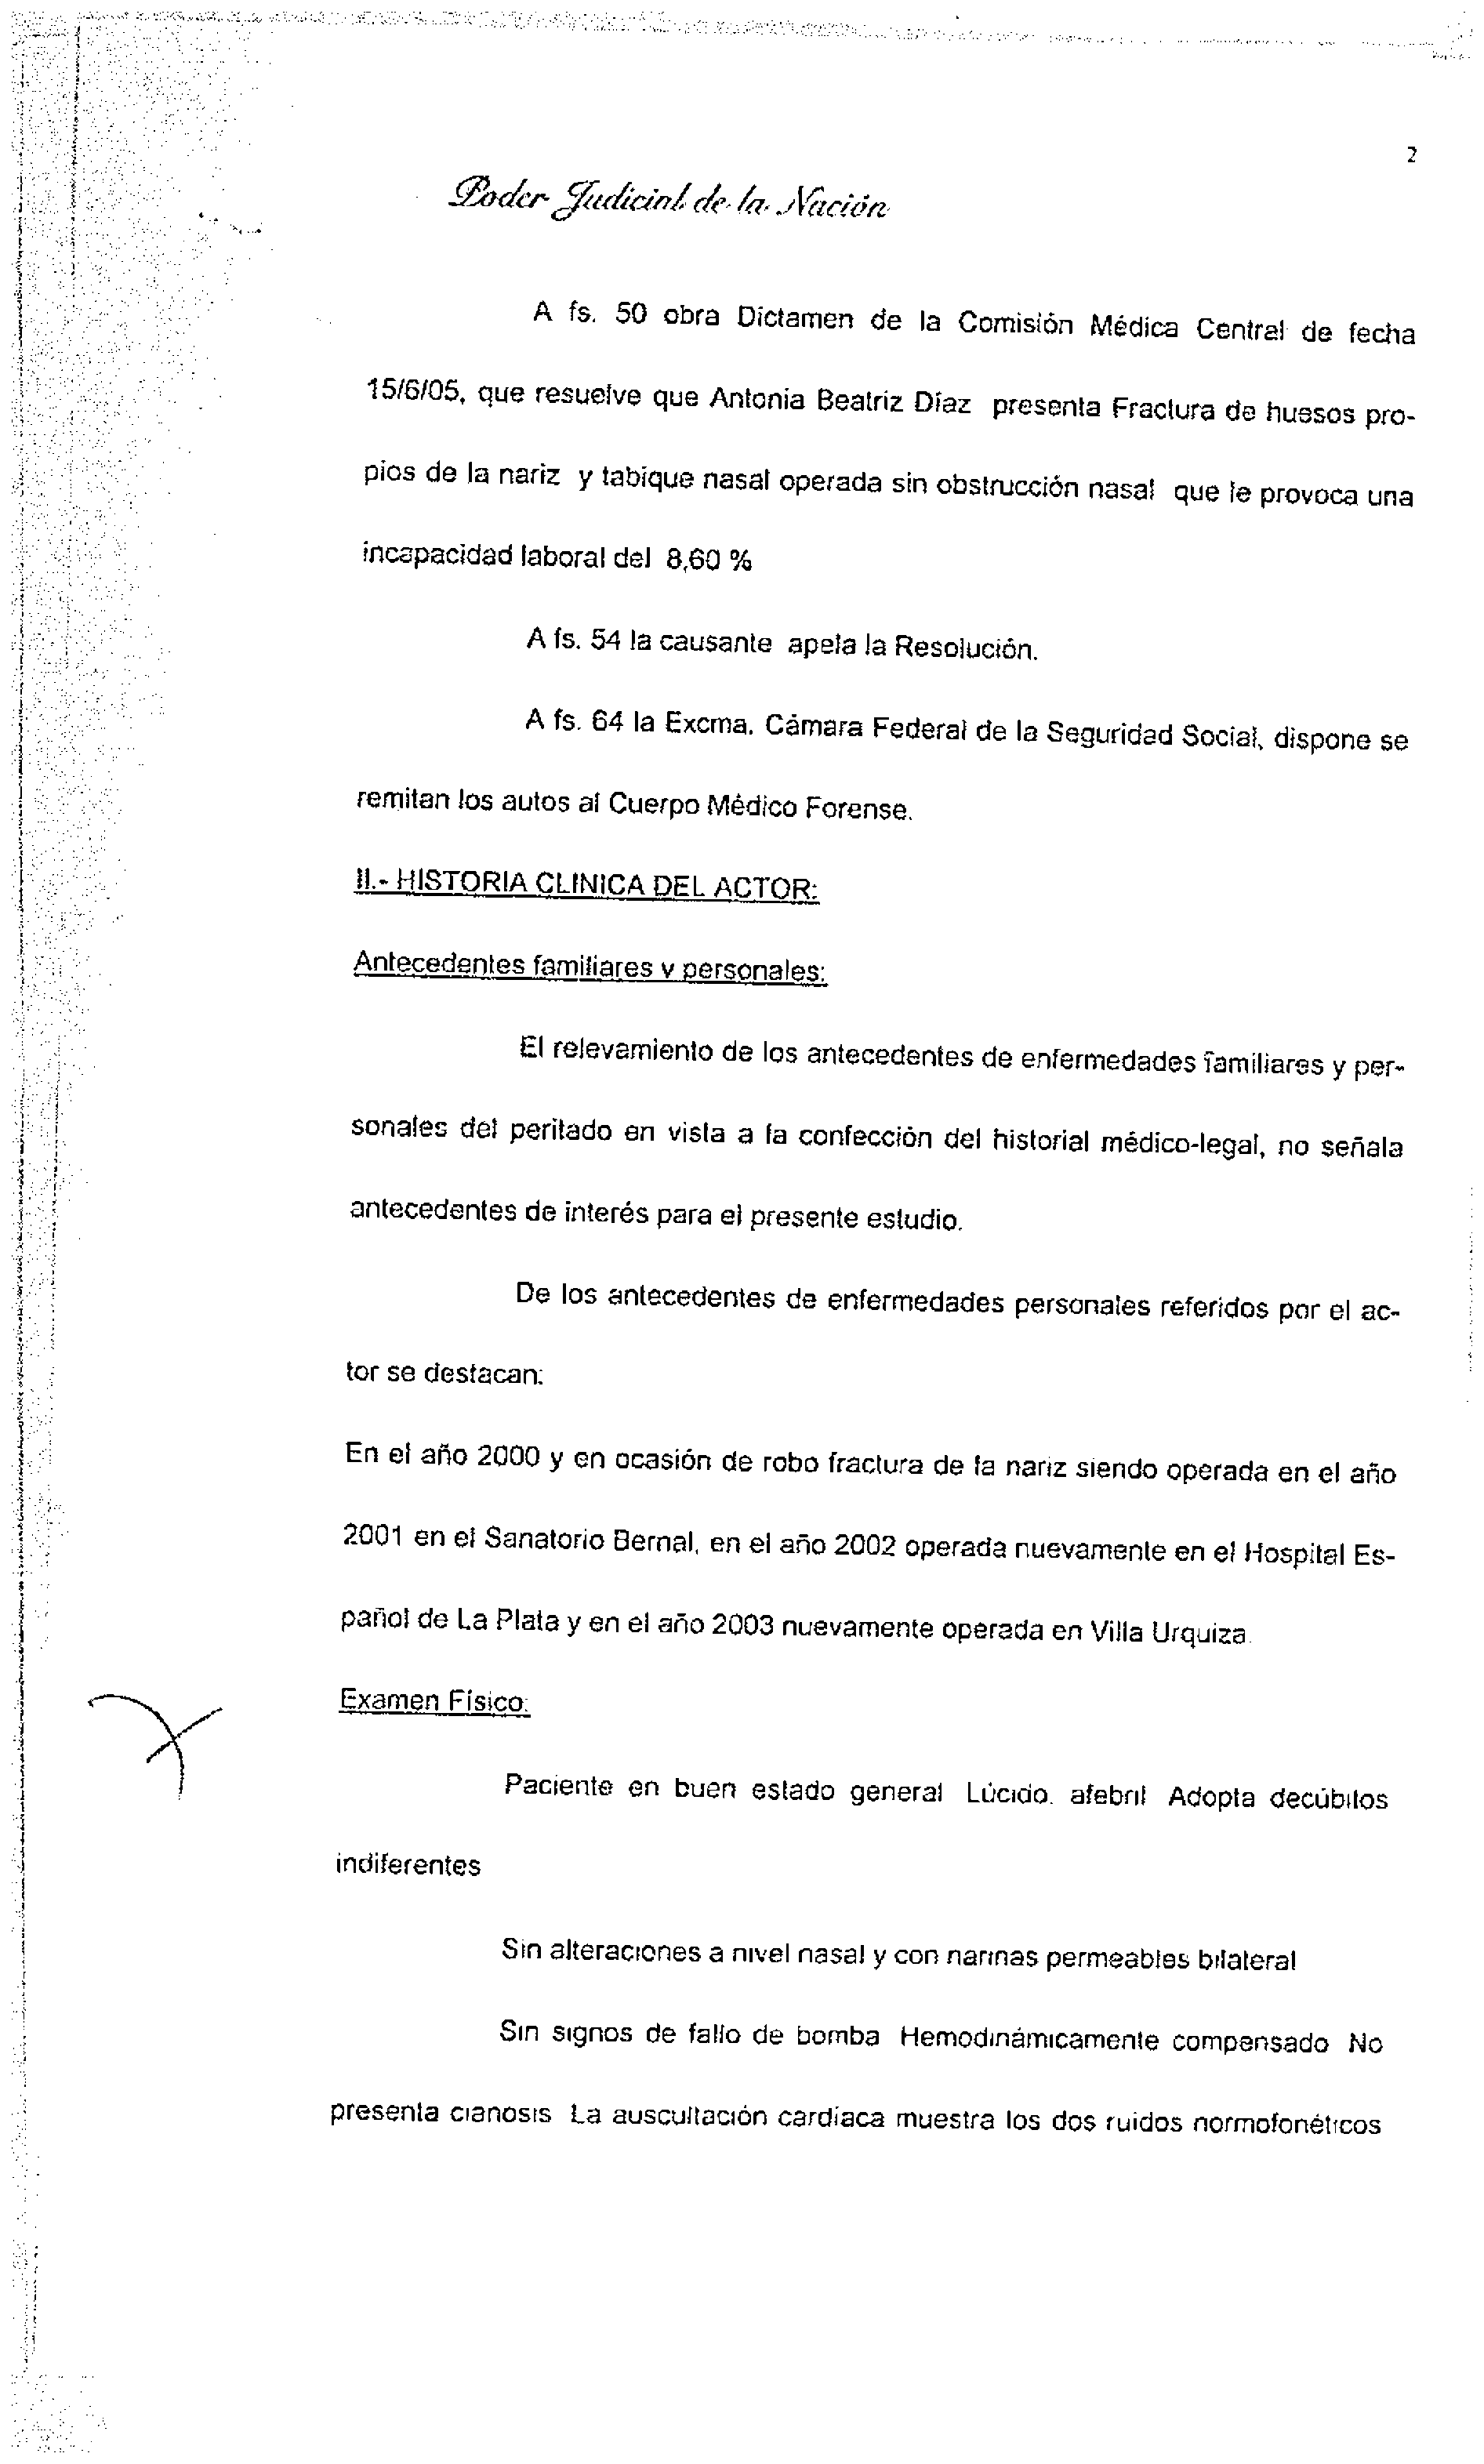 2
Poder Judicial de la Nación
A fs. 50 obra Dictamen de la Comisión Médica Central de fecha
15/6/05, que resuelve que Antonia Beatriz Díaz presenta Fractura de huesos pro-
pios de la nariz y tabique nasal operada sin obstrucción nasal que le provoca una
incapacidad laboral del 8,60 %
A fs. 54 la causante apela la Resolución.
A fs. 64 la Excma. Cámara Federal de la Seguridad Social, dispone se
remitan los autos al Cuerpo Médico Forense.
II.- HISTORIA CLINICA DEL ACTOR:
Antecedentes familiares y personales:
El relevamiento de los antecedentes de enfermedades familiares y per-
sonales del peritado en vista a la confección del historial médico-legal, no señala
antecedentes de interés para el presente estudio.
De los antecedentes de enfermedades personales referidos por el ac-
tor se destacan:
En el año 2000 y en ocasión de robo fractura de la nariz siendo operada en el año
2001 en el Sanatorio Bernal, en el año 2002 operada nuevamente en el Hospital Es-
pañol de La Plata y en el año 2003 nuevamente operada en Villa Urquiza.
Examen Físico:
Paciente en buen estado general Lúcido. afebril Adopta decúbitos
indiferentes
Sin alteraciones a nivel nasal y con narinas permeables bilateral
Sin signos de fallo de bomba Hemodinámicamente compensado No
presenta cianosis La auscultación cardíaca muestra los dos ruidos normofonéticos